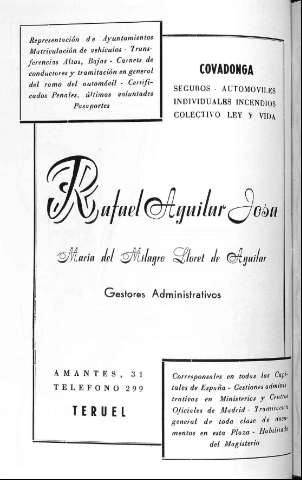 Representación de Ayuntamientos
Matriculación de vehículos - Trans-
ferencias Altas, Bajas - Carnets de
conductores y tramitación en general
del ramo del automóvil - Certifi-
cados Penales, últimas voluntades
Pasaportes
COVADONGA
SEGUROS - AUTOMOVILES
INDIVIDUALES INCENDIOS
COLECTIVO LEY Y VIDA
Rafael Aguilar Josa
María del Milagro Lloret de Aguilar
Gestores Administrativos
AMANTES, 31
TELEFONO 299
TERUEL
Corresponsales en todas las Capi-
tales de España - Gestiones adminis-
trativas en Ministerios y Centros
Oficiales de Madrid - Tramitación
general de toda clase de docu-
mentos en esta Plaza - Habilitado
del Magisterio